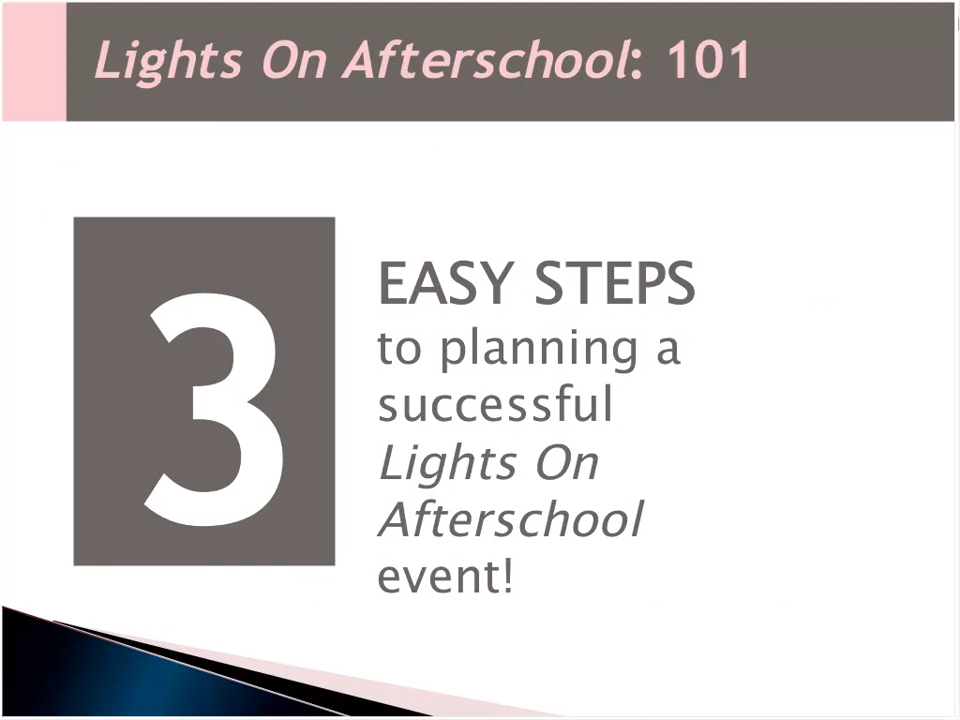 Lights On Afterschool: 101
3
EASY STEPS
to planning a
successful
Lights On
Afterschool
event!